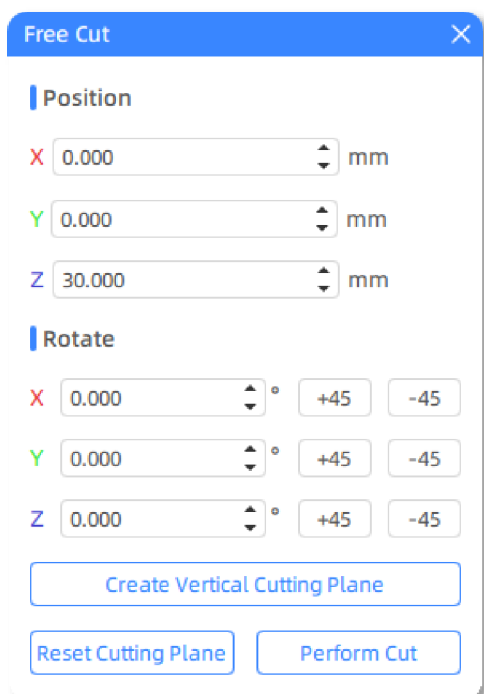 Free Cut
Position
X 0.000 mm
Y 0.000 mm
Z 30.000 mm
Rotate
X 0.000 ° +45 -45
Y 0.000 ° +45 -45
Z 0.000 ° +45 -45
Create Vertical Cutting Plane
Reset Cutting Plane Perform Cut